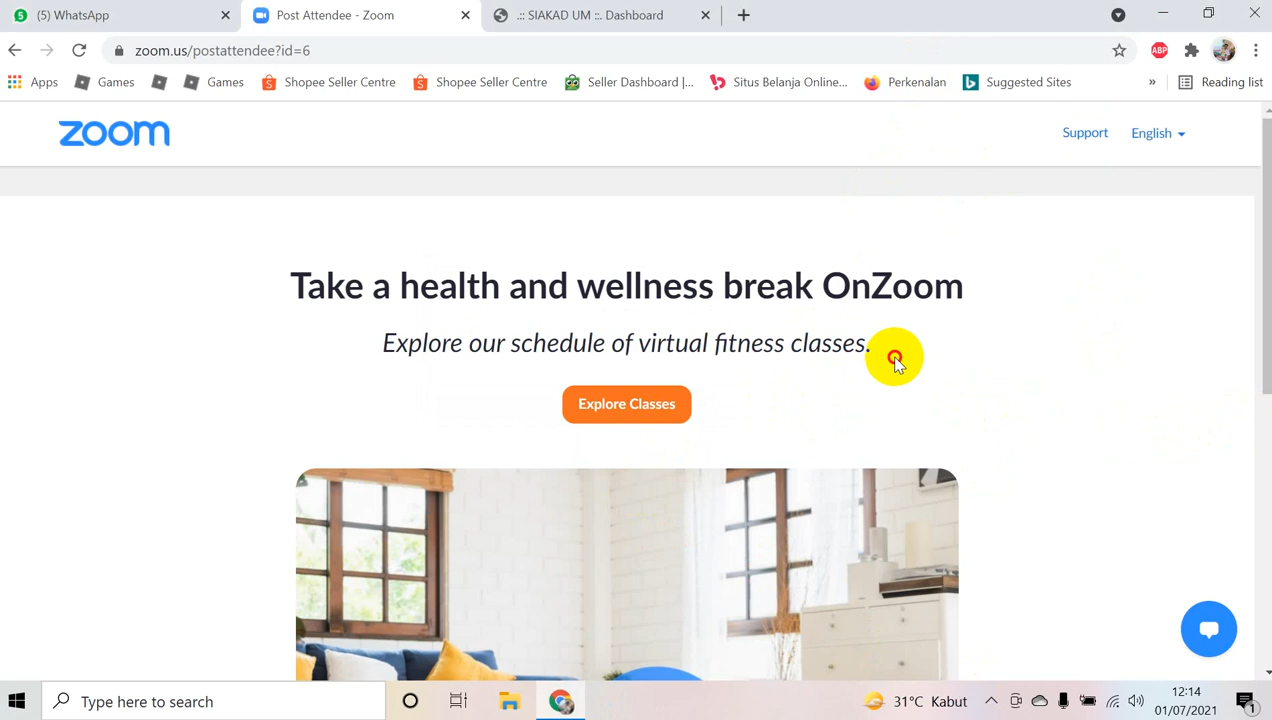 (5) WhatsApp
Post Attendee - Zoom
.:: SIAKAD UM ::. Dashboard
zoom.us/postattendee?id=6
ABP
Apps
Games
Games
Shopee Seller Centre
Shopee Seller Centre
Seller Dashboard |...
Situs Belanja Online...
Perkenalan
Suggested Sites
»
Reading list
zoom
Support
English
Take a health and wellness break OnZoom
Explore our schedule of virtual fitness classes.
Explore Classes
Type here to search
31°C Kabut
12:14
01/07/2021
1